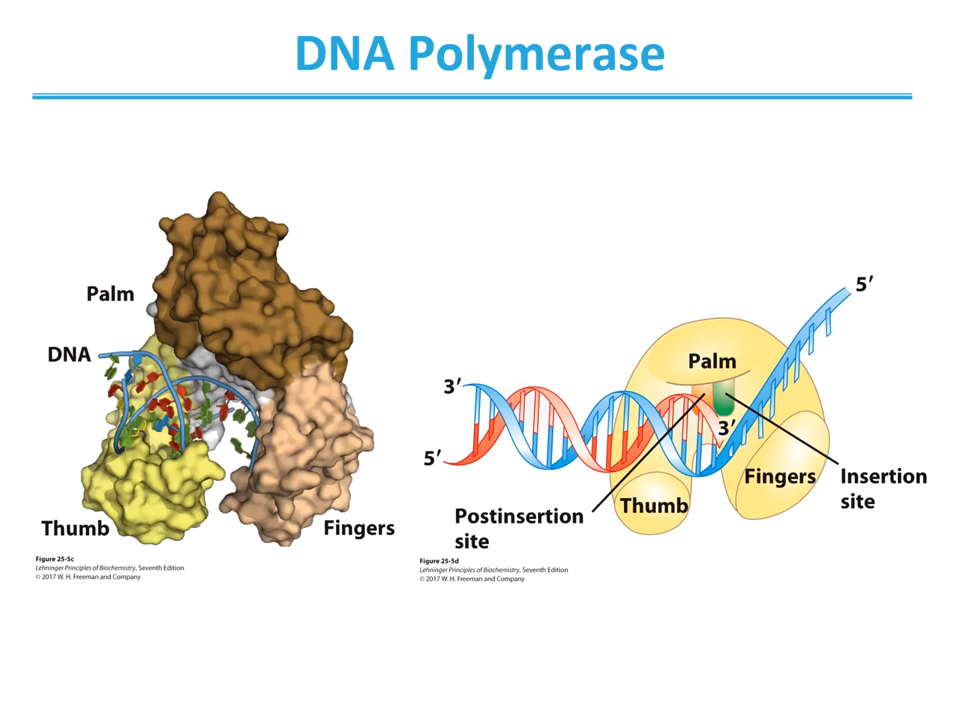 DNA Polymerase
Palm
DNA
Thumb
Fingers
Figure 25-5c
Lehninger Principles of Biochemistry, Seventh Edition
© 2017 W. H. Freeman and Company
5′
Palm
3′
3′
5′
Fingers
Insertion
site
Thumb
Postinsertion
site
Figure 25-5d
Lehninger Principles of Biochemistry, Seventh Edition
© 2017 W. H. Freeman and Company